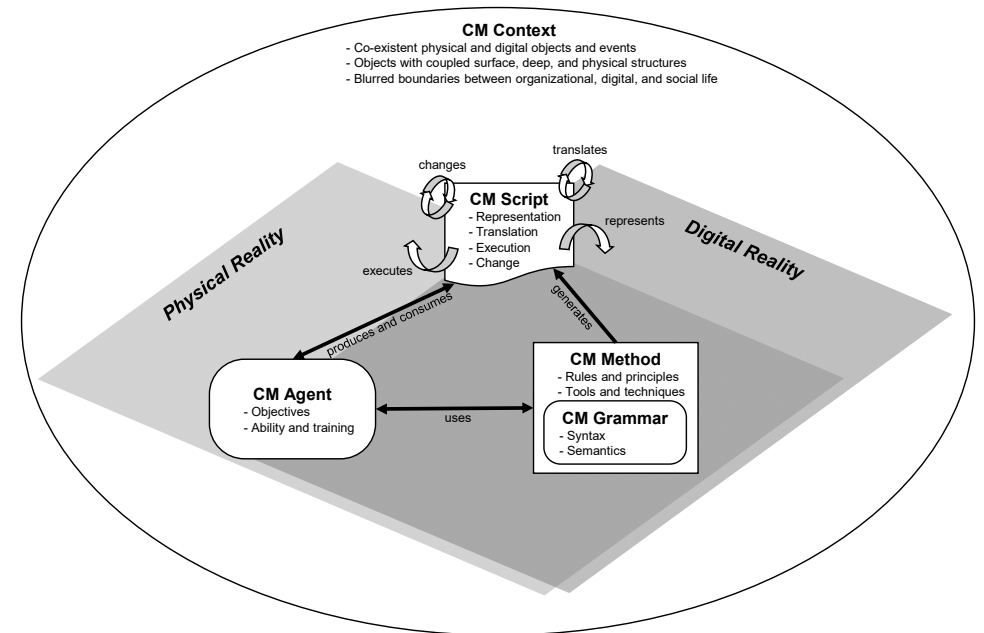 CM Context
- Co-existent physical and digital objects and events
- Objects with coupled surface, deep, and physical structures
- Blurred boundaries between organizational, digital, and social life
translates
changes
CM Script
- Representation
- Translation
- Execution
- Change
represents
executes
Physical Reality
Digital Reality
produces and consumes
generates
CM Method
- Rules and principles
- Tools and techniques
CM Grammar
- Syntax
- Semantics
CM Agent
- Objectives
- Ability and training
uses